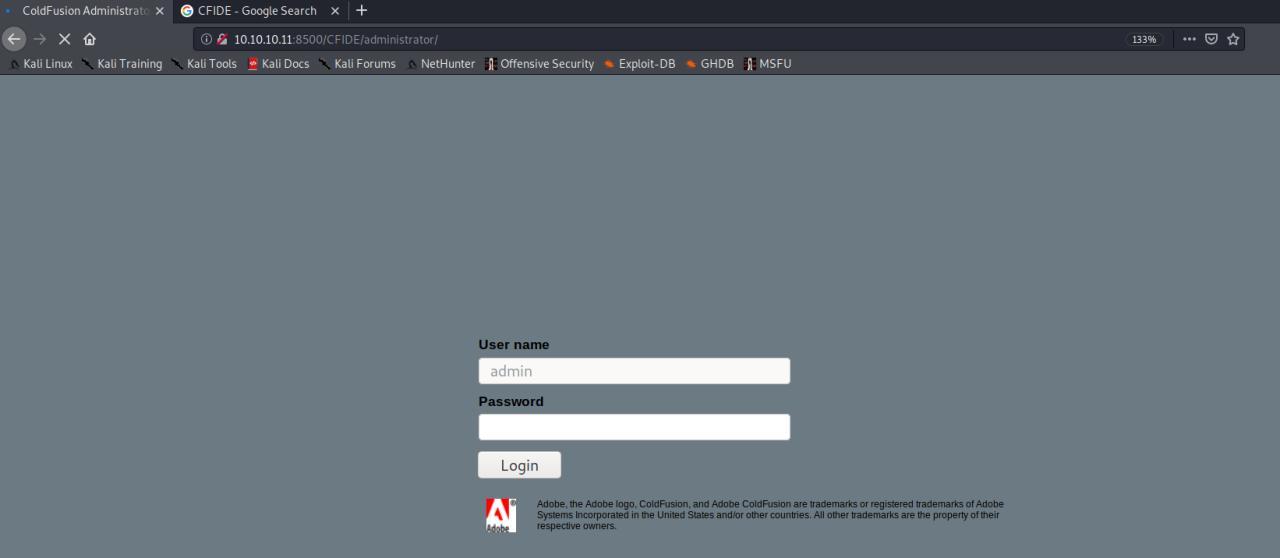 ColdFusion Administrato
CFIDE - Google Search
10.10.10.11:8500/CFIDE/administrator/
133%
Kali Linux Kali Training Kali Tools Kali Docs Kali Forums NetHunter Offensive Security Exploit-DB GHDB MSFU
User name
admin
Password
Login
Adobe
®
Adobe, the Adobe logo, ColdFusion, and Adobe ColdFusion are trademarks or registered trademarks of Adobe
Systems Incorporated in the United States and/or other countries. All other trademarks are the property of their
respective owners.